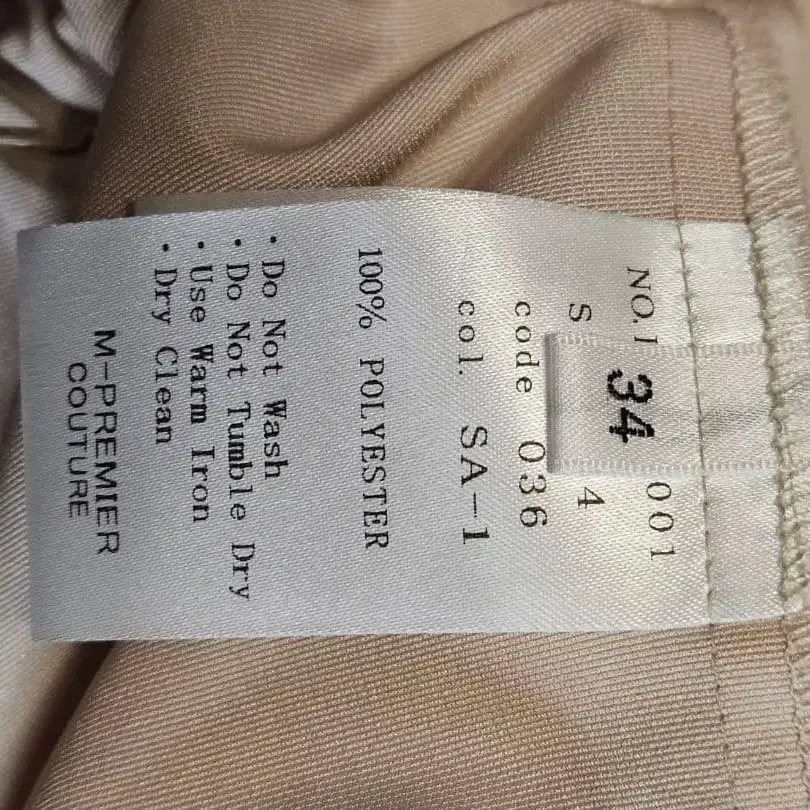 34
NO.1 001
S 4
code 036
col. SA-1
100% POLYESTER
· Do Not Wash
· Do Not Tumble Dry
· Use Warm Iron
· Dry Clean
M-PREMIER
COUTURE